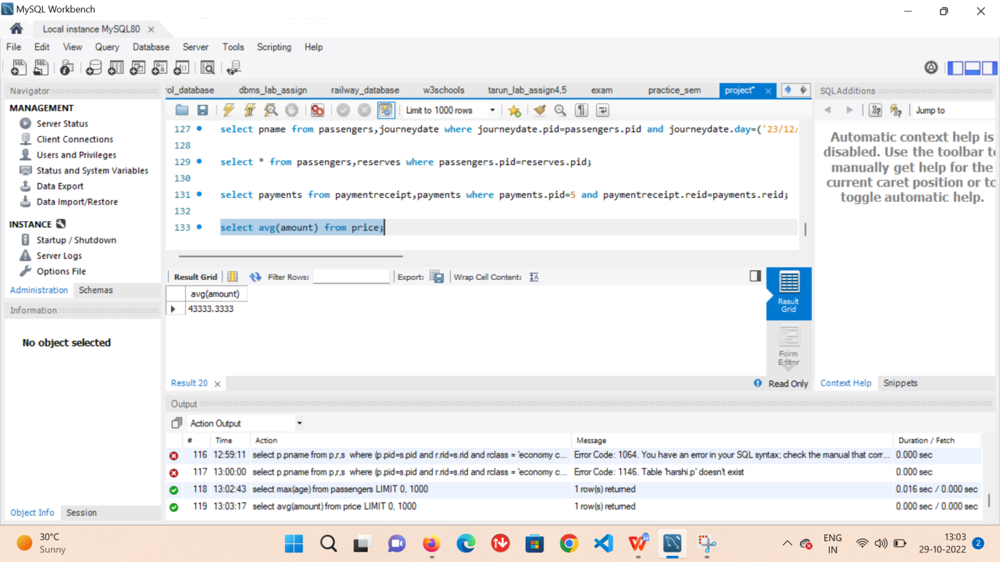 MySQL Workbench
Local instance MySQL80
File Edit View Query Database Server Tools Scripting Help
Navigator
MANAGEMENT
Server Status
Client Connections
Users and Privileges
Status and System Variables
Data Export
Data Import/Restore
INSTANCE
Startup / Shutdown
Server Logs
Options File
Administration Schemas
Information
No object selected
Object Info Session
rol_database dbms_lab_assign railway_database w3schools tarun_lab_assign4,5 exam practice_sem project*
Limit to 1000 rows
127 select pname from passengers,journeydate where journeydate.pid=passengers.pid and journeydate.day=('23/12/
128
129 select * from passengers,reserves where passengers.pid=reserves.pid;
130
131 select payments from paymentreceipt,payments where payments.pid=5 and paymentreceipt.reid=payments.reid;
132
133 select avg(amount) from price;
Result Grid Filter Rows: Export: Wrap Cell Content:
avg(amount)
43333.3333
Result
Grid
Form
Editor
Result 20 Read Only
SQLAdditions
Jump to
Automatic context help is
disabled. Use the toolbar to
manually get help for the
current caret position or to
toggle automatic help.
Context Help Snippets
Output
Action Output
# Time Action Message Duration / Fetch
116 12:59:11 select p.pname from p,r,s where (p.pid=s.pid and r.rid=s.rid and rclass = 'economy c... Error Code: 1064. You have an error in your SQL syntax; check the manual that corr... 0.000 sec
117 13:00:00 select p.pname from p,r,s where (p.pid=s.pid and r.rid=s.rid and rclass = 'economy c... Error Code: 1146. Table 'harshi.p' doesn't exist 0.000 sec
118 13:02:43 select max(age) from passengers LIMIT 0, 1000 1 row(s) returned 0.016 sec / 0.000 sec
119 13:03:17 select avg(amount) from price LIMIT 0, 1000 1 row(s) returned 0.000 sec / 0.000 sec
30°C
Sunny
ENG
IN
13:03
29-10-2022
2